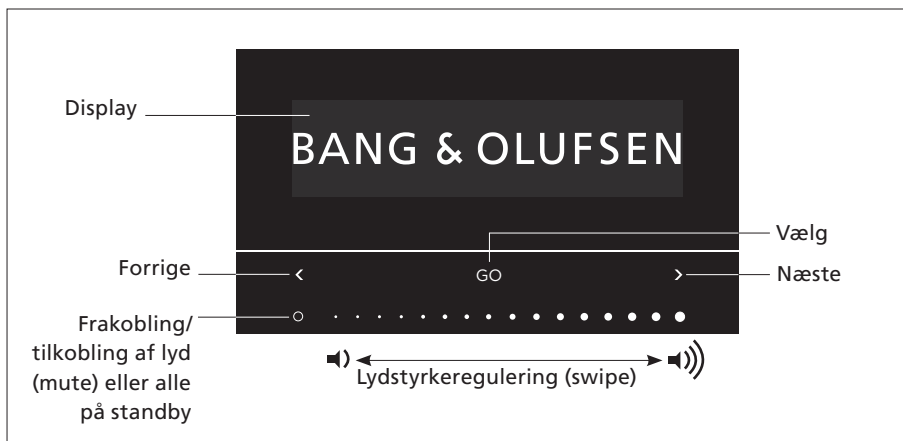 Display
BANG & OLUFSEN
Vælg
Forrige
GO
Næste
Frakobling/
tilkobling af lyd
(mute) eller alle
på standby
Lydstyrkeregulering (swipe)